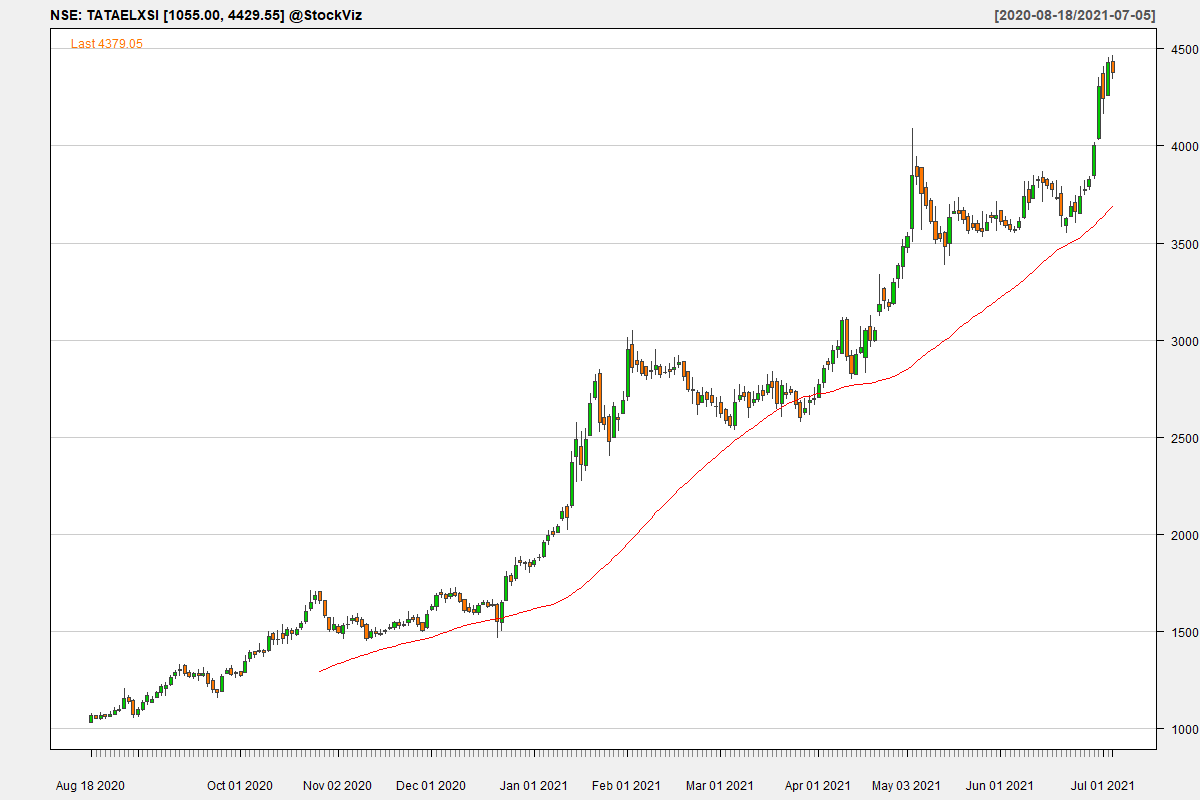 NSE: TATAELXSI [1055.00, 4429.55] @StockViz [2020-08-18/2021-07-05]
Last 4379.05
4500
4000
3500
3000
2500
2000
1500
1000
Aug 18 2020 Oct 01 2020 Nov 02 2020 Dec 01 2020 Jan 01 2021 Feb 01 2021 Mar 01 2021 Apr 01 2021 May 03 2021 Jun 01 2021 Jul 01 2021